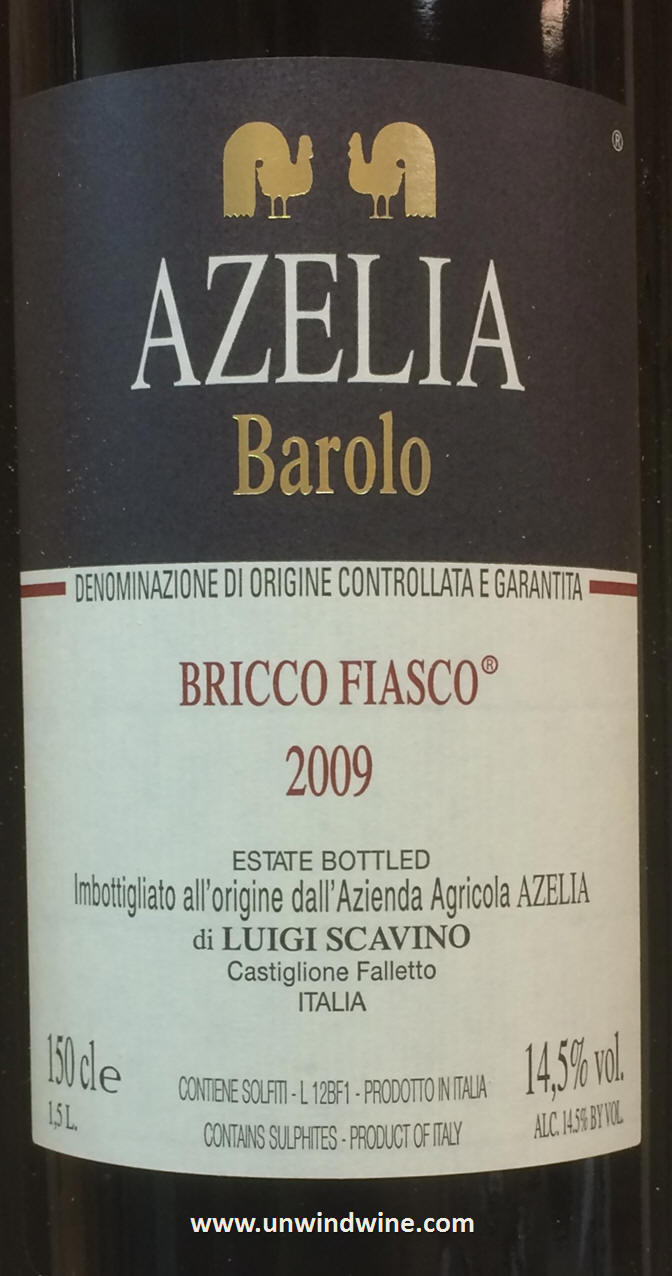 ®
AZELIA
Barolo
DENOMINAZIONE DI ORIGINE CONTROLLATA E GARANTITA
BRICCO FIASCO®
2009
ESTATE BOTTLED
Imbottigliato all'origine dall'Azienda Agricola AZELIA
di LUIGI SCAVINO
Castiglione Falletto
ITALIA
150 cl e
1,5 L.
CONTIENE SOLFITI - L 12BF1 - PRODOTTO IN ITALIA
CONTAINS SULPHITES - PRODUCT OF ITALY
14,5% vol.
ALC. 14.5% BY VOL.
www.unwindwine.com